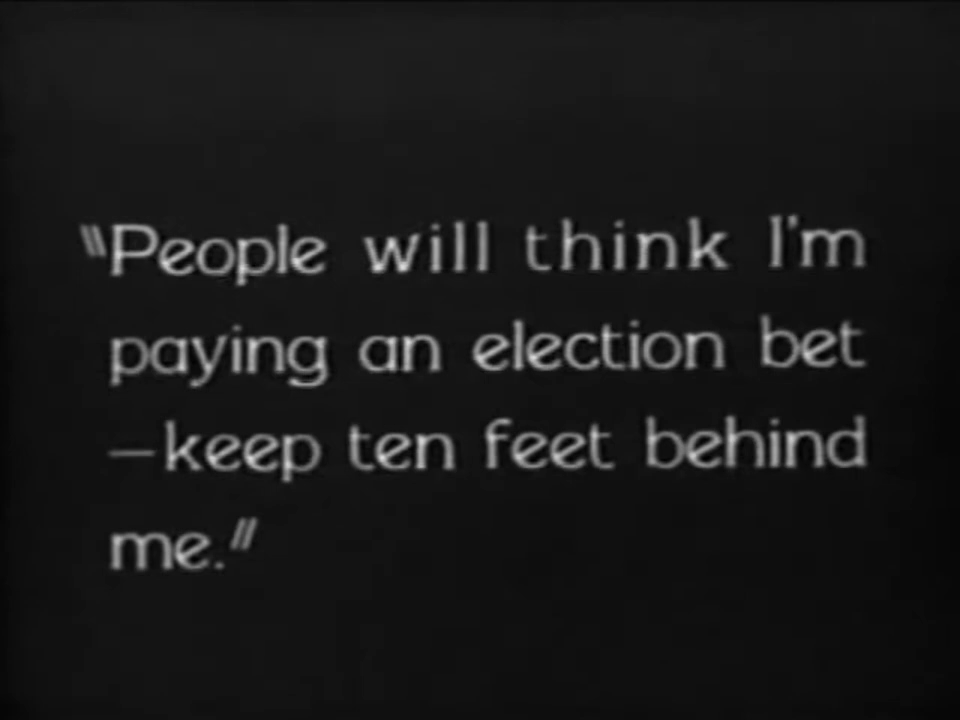 "People will think I'm
paying an election bet
—keep ten feet behind
me."